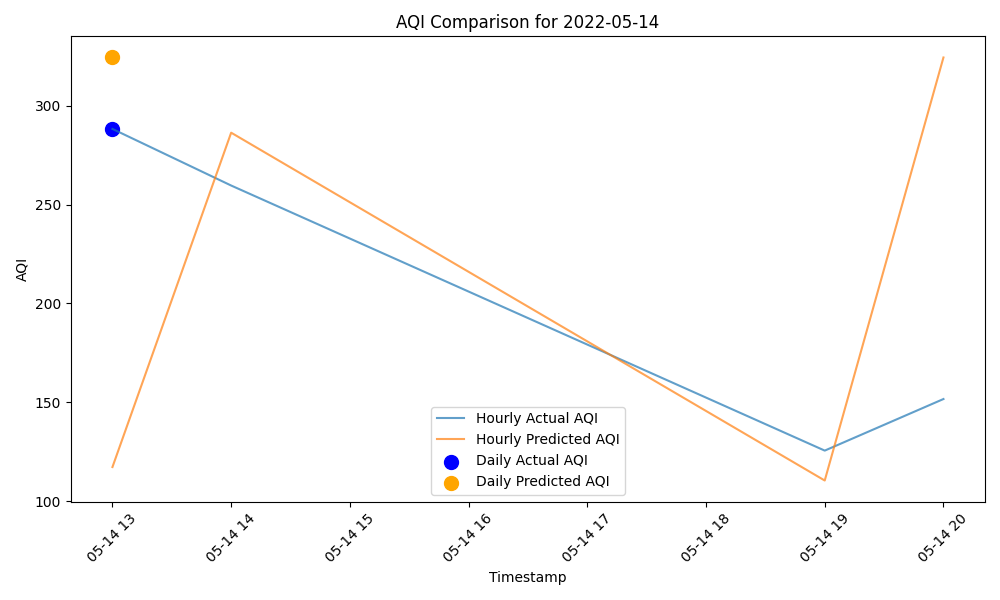 AQI Comparison for 2022-05-14
AQI
300
250
200
150
100
Hourly Actual AQI
Hourly Predicted AQI
Daily Actual AQI
Daily Predicted AQI
05-14 13
05-14 14
05-14 15
05-14 16
05-14 17
05-14 18
05-14 19
05-14 20
Timestamp